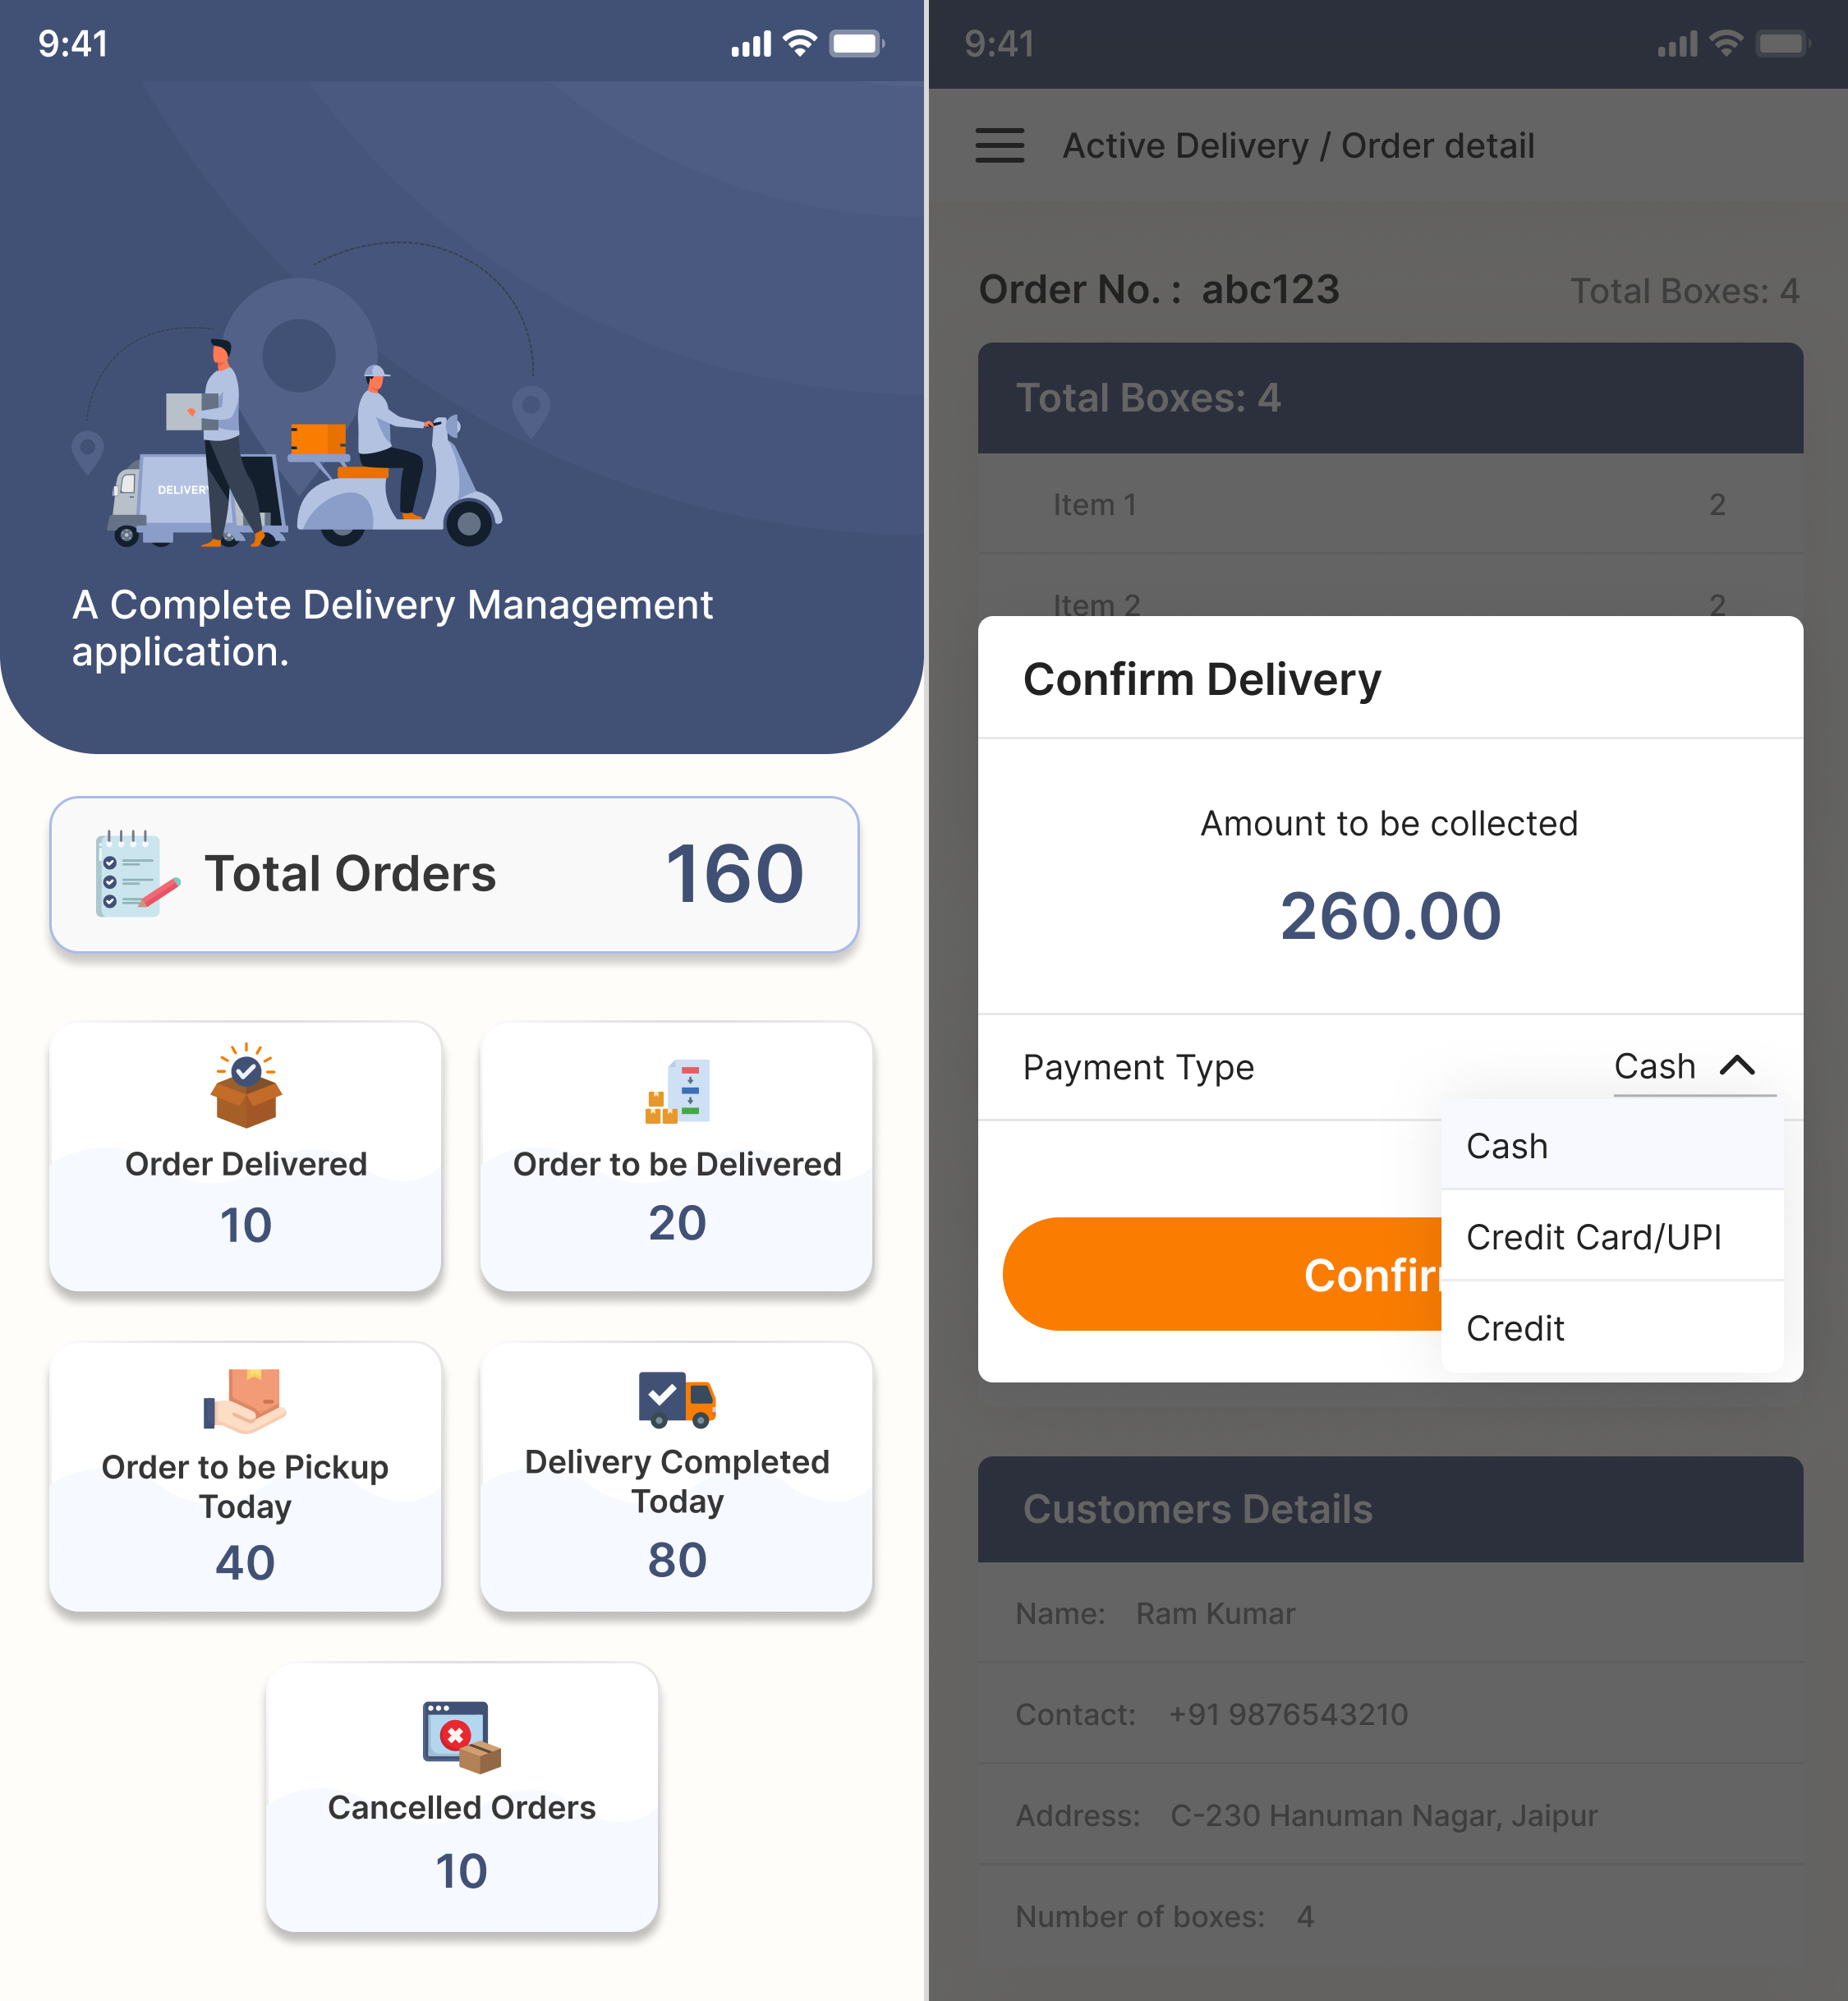 9:41
DELIVERY
A Complete Delivery Management
application.
Total Orders 160
Order Delivered
10
Order to be Delivered
20
Order to be Pickup
Today
40
Delivery Completed
Today
80
Cancelled Orders
10
9:41
Active Delivery / Order detail
Order No. : abc123 Total Boxes: 4
Total Boxes: 4
Item 1 2
Item 2 2
Confirm Delivery
Amount to be collected
260.00
Payment Type Cash
Cash
Credit Card/UPI
Credit
Confir
Customers Details
Name: Ram Kumar
Contact: +91 9876543210
Address: C-230 Hanuman Nagar, Jaipur
Number of boxes: 4